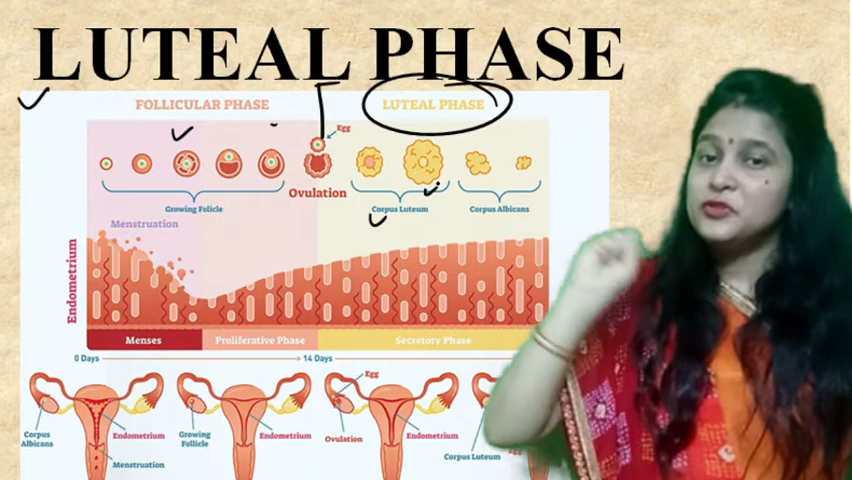 LUTEAL PHASE
FOLLICULAR PHASE
LUTEAL PHASE
Egg
Ovulation
Growing Follicle
Corpus Luteum
Corpus Albicans
Menstruation
Endometrium
Menses
Proliferative Phase
Secretory Phase
0 Days
14 Days
Corpus Albicans
Endometrium
Menstruation
Growing Follicle
Endometrium
Egg
Ovulation
Endometrium
Corpus Luteum